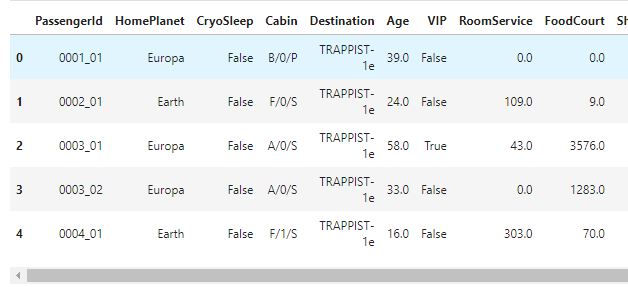 PassengerId HomePlanet CryoSleep Cabin Destination Age VIP RoomService FoodCourt Sh
0 0001_01 Europa False B/0/P TRAPPIST-1e 39.0 False 0.0 0.0
1 0002_01 Earth False F/0/S TRAPPIST-1e 24.0 False 109.0 9.0
2 0003_01 Europa False A/0/S TRAPPIST-1e 58.0 True 43.0 3576.0
3 0003_02 Europa False A/0/S TRAPPIST-1e 33.0 False 0.0 1283.0
4 0004_01 Earth False F/1/S TRAPPIST-1e 16.0 False 303.0 70.0